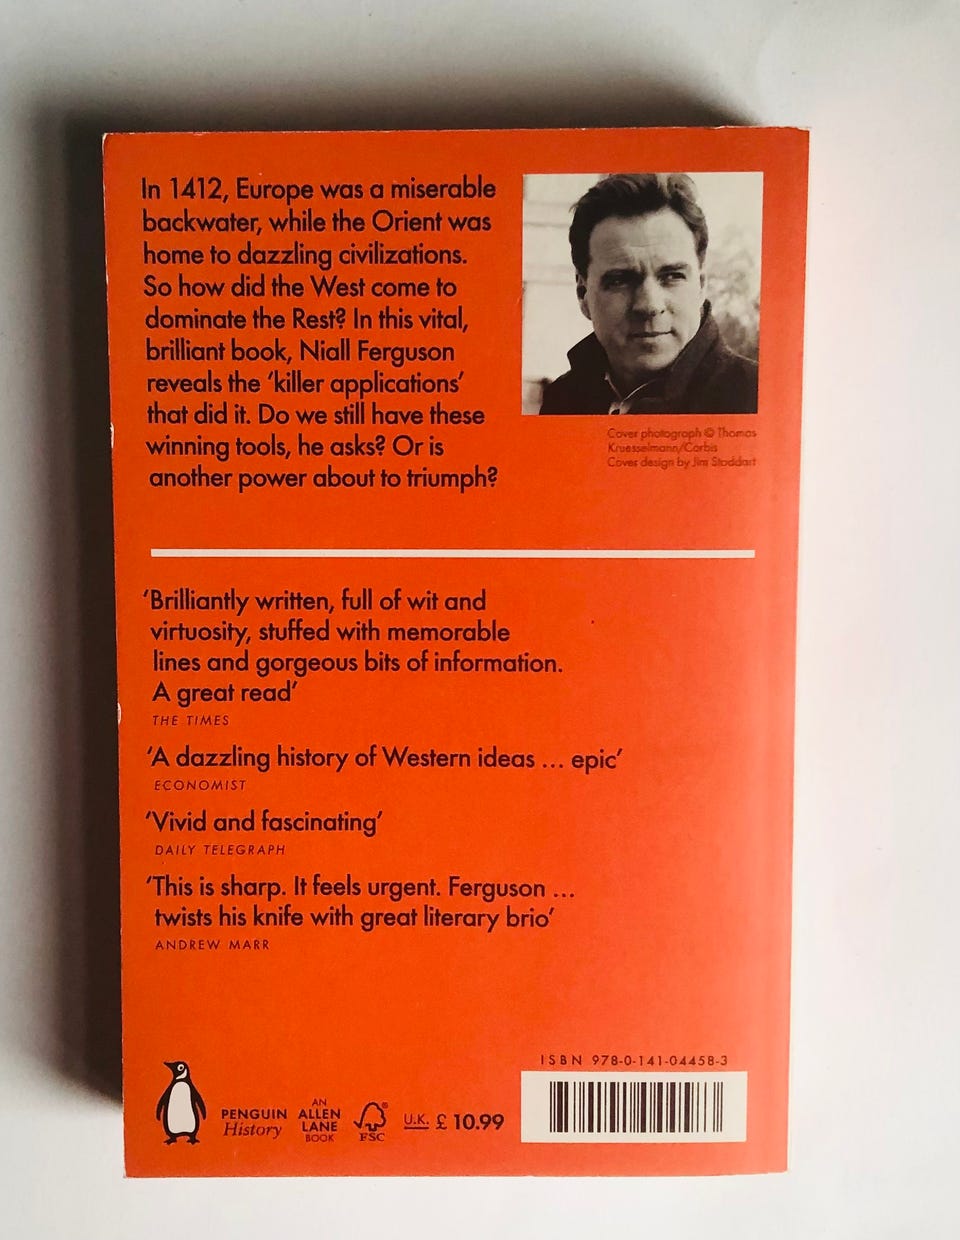 In 1412, Europe was a miserable
backwater, while the Orient was
home to dazzling civilizations.
So how did the West come to
dominate the Rest? In this vital,
brilliant book, Niall Ferguson
reveals the ‘killer applications’
that did it. Do we still have these
winning tools, he asks? Or is
another power about to triumph?
Cover photograph © Thomas
Kruesselmann/Corbis
Cover design by Jim Stoddart
‘Brilliantly written, full of wit and
virtuosity, stuffed with memorable
lines and gorgeous bits of information.
A great read’
THE TIMES
‘A dazzling history of Western ideas … epic’
ECONOMIST
‘Vivid and fascinating’
DAILY TELEGRAPH
‘This is sharp. It feels urgent. Ferguson …
twists his knife with great literary brio’
ANDREW MARR
PENGUIN
History
AN
ALLEN
LANE
BOOK
®
FSC
U.K. £ 10.99
ISBN 978-0-141-04458-3